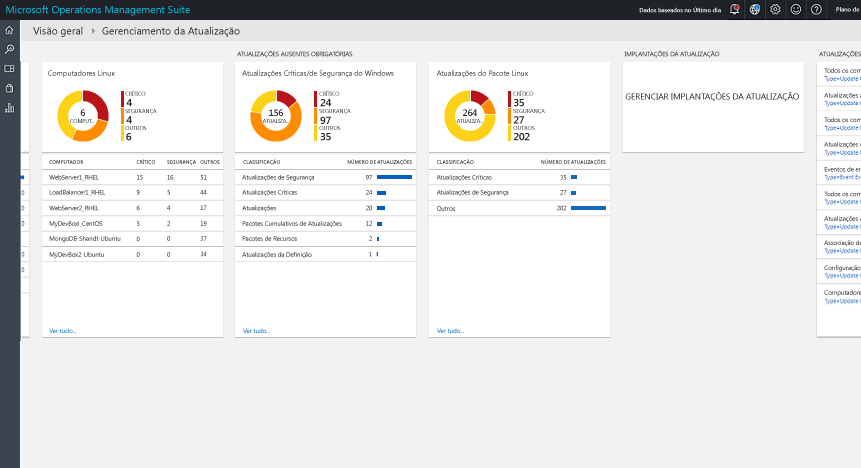 Microsoft Operations Management Suite
Dados baseados no Último dia
Plano de
Visão geral
Gerenciamento da Atualização
Computadores Linux
6
COMPUT...
CRÍTICO
4
SEGURANÇA
4
OUTROS
6
COMPUTADOR CRÍTICO SEGURANÇA OUTROS
WebServer1_RHEL 15 16 51
LoadBalancer1_RHEL 9 5 44
WebServer2_RHEL 6 4 17
MyDevBoxl_CentOS 5 2 19
MongoDB-Shandt-Ubuntu 0 0 37
MyDevBox2-Ubuntu 0 0 34
Ver tudo...
ATUALIZAÇÕES AUSENTES OBRIGATÓRIAS
Atualizações Críticas/de Segurança do Windows
156
ATUALIZA...
CRÍTICO
24
SEGURANÇA
97
OUTROS
35
CLASSIFICAÇÃO NÚMERO DE ATUALIZAÇÕES
Atualizações de Segurança 97
Atualizações Críticas 24
Atualizações 20
Pacotes Cumulativos de Atualizações 12
Pacotes de Recursos 2
Atualizações da Definição 1
Ver tudo...
Atualizações do Pacote Linux
264
ATUALIZA...
CRÍTICO
35
SEGURANÇA
27
OUTROS
202
CLASSIFICAÇÃO NÚMERO DE ATUALIZAÇÕES
Atualizações Críticas 35
Atualizações de Segurança 27
Outros 202
Ver tudo...
IMPLANTAÇÕES DA ATUALIZAÇÃO
GERENCIAR IMPLANTAÇÕES DA ATUALIZAÇÃO
ATUALIZAÇÕES
Todos os com
Type=Update
Atualizações
Type=Update
Todos os com
Type=Update
Atualizações
Type=Update
Eventos de er
Type=Event Ev
Todos os com
Type=Update
Atualizações
Type=Update
Associação de
Type=Update
Configuração
Type=Update
Computadore
Type=Update